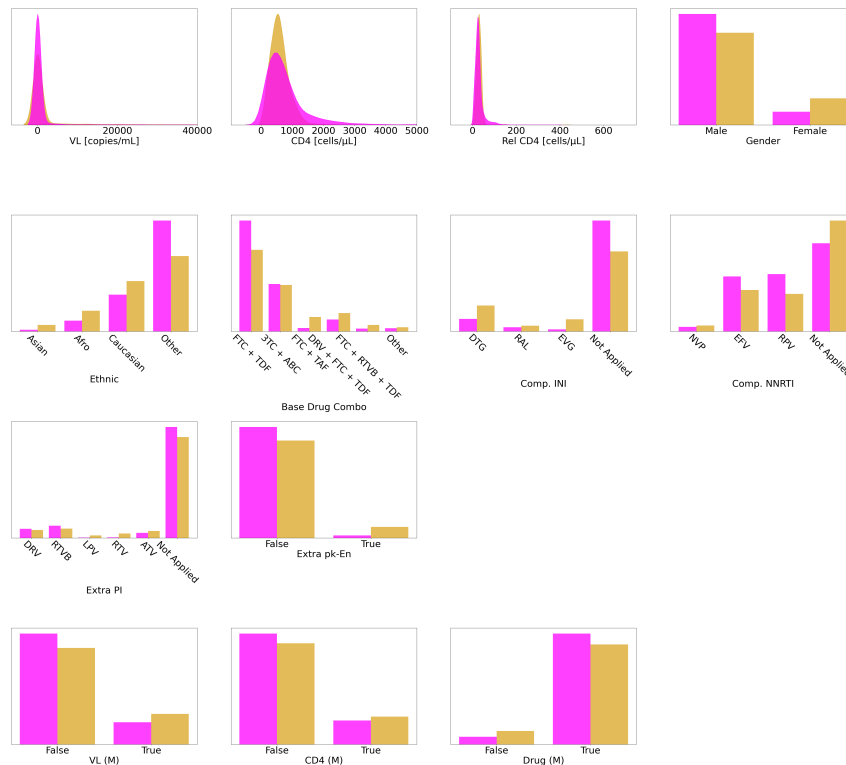 0 20000 40000
VL [copies/mL]
0 1000 2000 3000 4000 5000
CD4 [cells/μL]
0 200 400 600
Rel CD4 [cells/μL]
Male Female
Gender
Asian Afro Caucasian Other
Ethnic
FTC + TDF 3TC + ABC FTC + TAF DRV + FTC + TDF FTC + RTVB + TDF Other
Base Drug Combo
DTG RAL EVG Not Applied
Comp. INI
NVP EFV RPV Not Applied
Comp. NNRTI
DRV RTVB LPV RTV ATV Not Applied
Extra PI
False True
Extra pk-En
False True
VL (M)
False True
CD4 (M)
False True
Drug (M)